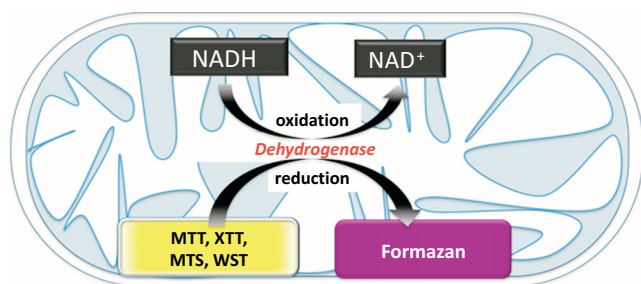 NADH
NAD+
oxidation
Dehydrogenase
reduction
MTT, XTT,
MTS, WST
Formazan